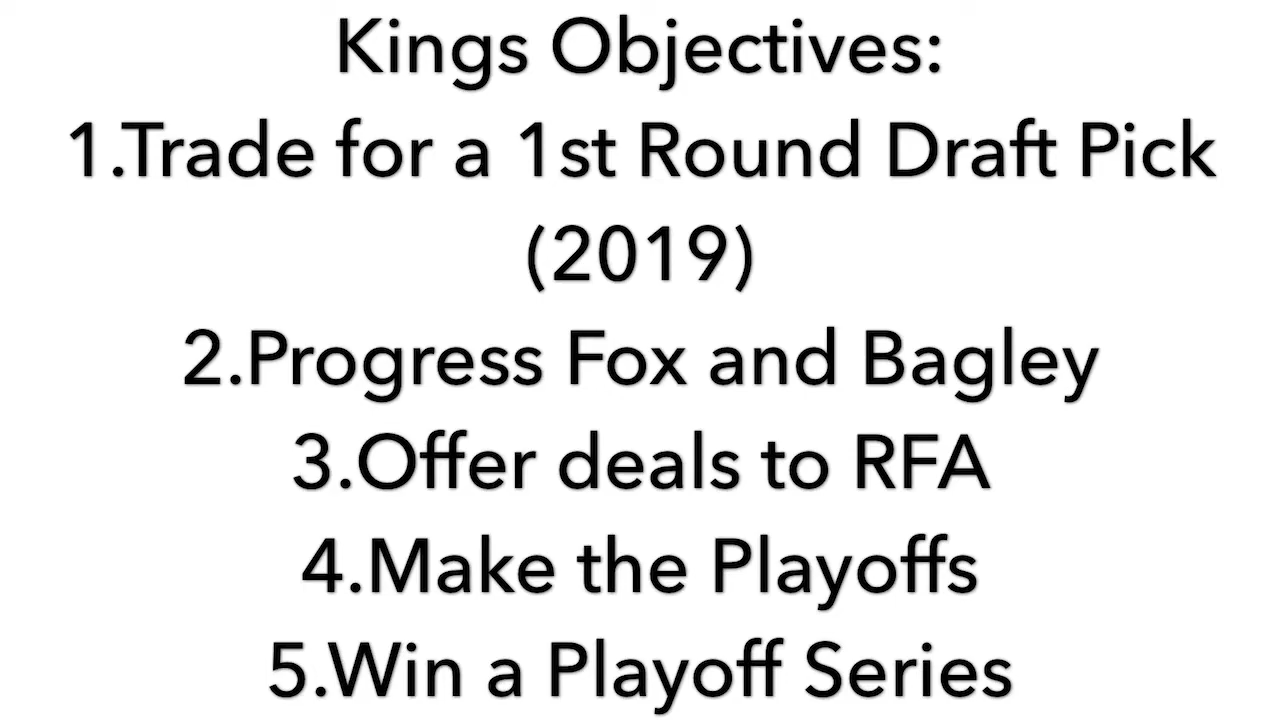 Kings Objectives:
1.Trade for a 1st Round Draft Pick
(2019)
2.Progress Fox and Bagley
3.Offer deals to RFA
4.Make the Playoffs
5.Win a Playoff Series